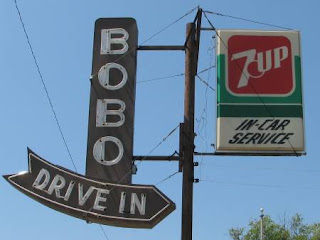 BOBO
DRIVE IN
7UP
IN-CAR
SERVICE